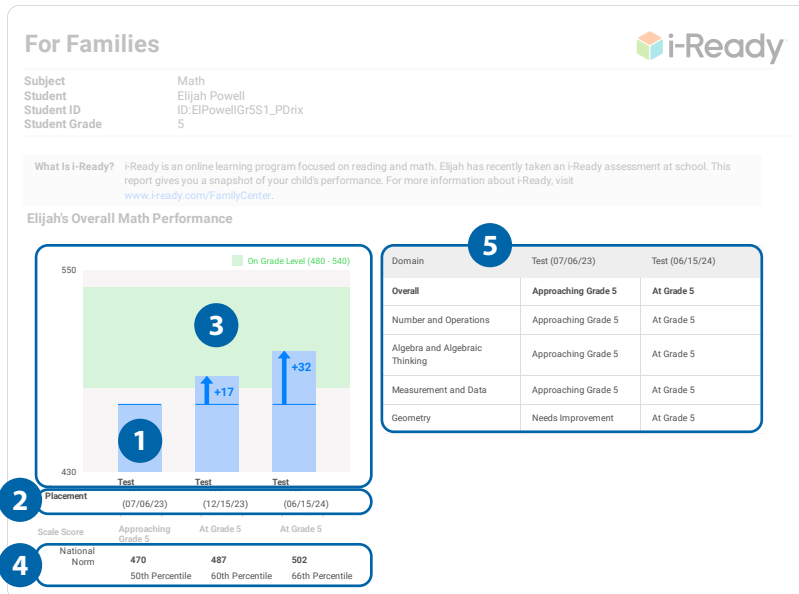 For Families
i-Ready
Subject Math
Student Elijah Powell
Student ID ID:ElPowellGr5S1_PDrix
Student Grade 5
What Is i-Ready? i-Ready is an online learning program focused on reading and math. Elijah has recently taken an i-Ready assessment at school. This
report gives you a snapshot of your child's performance. For more information about i-Ready, visit
www.i-ready.com/FamilyCenter.
Elijah's Overall Math Performance
On Grade Level (480 - 540)
550
3
+32
+17
1
430
Test Test Test
2
Placement
(07/06/23) (12/15/23) (06/15/24)
Scale Score Approaching Grade 5 At Grade 5 At Grade 5
4
National Norm
470 487 502
50th Percentile 60th Percentile 66th Percentile
5
Domain Test (07/06/23) Test (06/15/24)
Overall Approaching Grade 5 At Grade 5
Number and Operations Approaching Grade 5 At Grade 5
Algebra and Algebraic Thinking Approaching Grade 5 At Grade 5
Measurement and Data Approaching Grade 5 At Grade 5
Geometry Needs Improvement At Grade 5